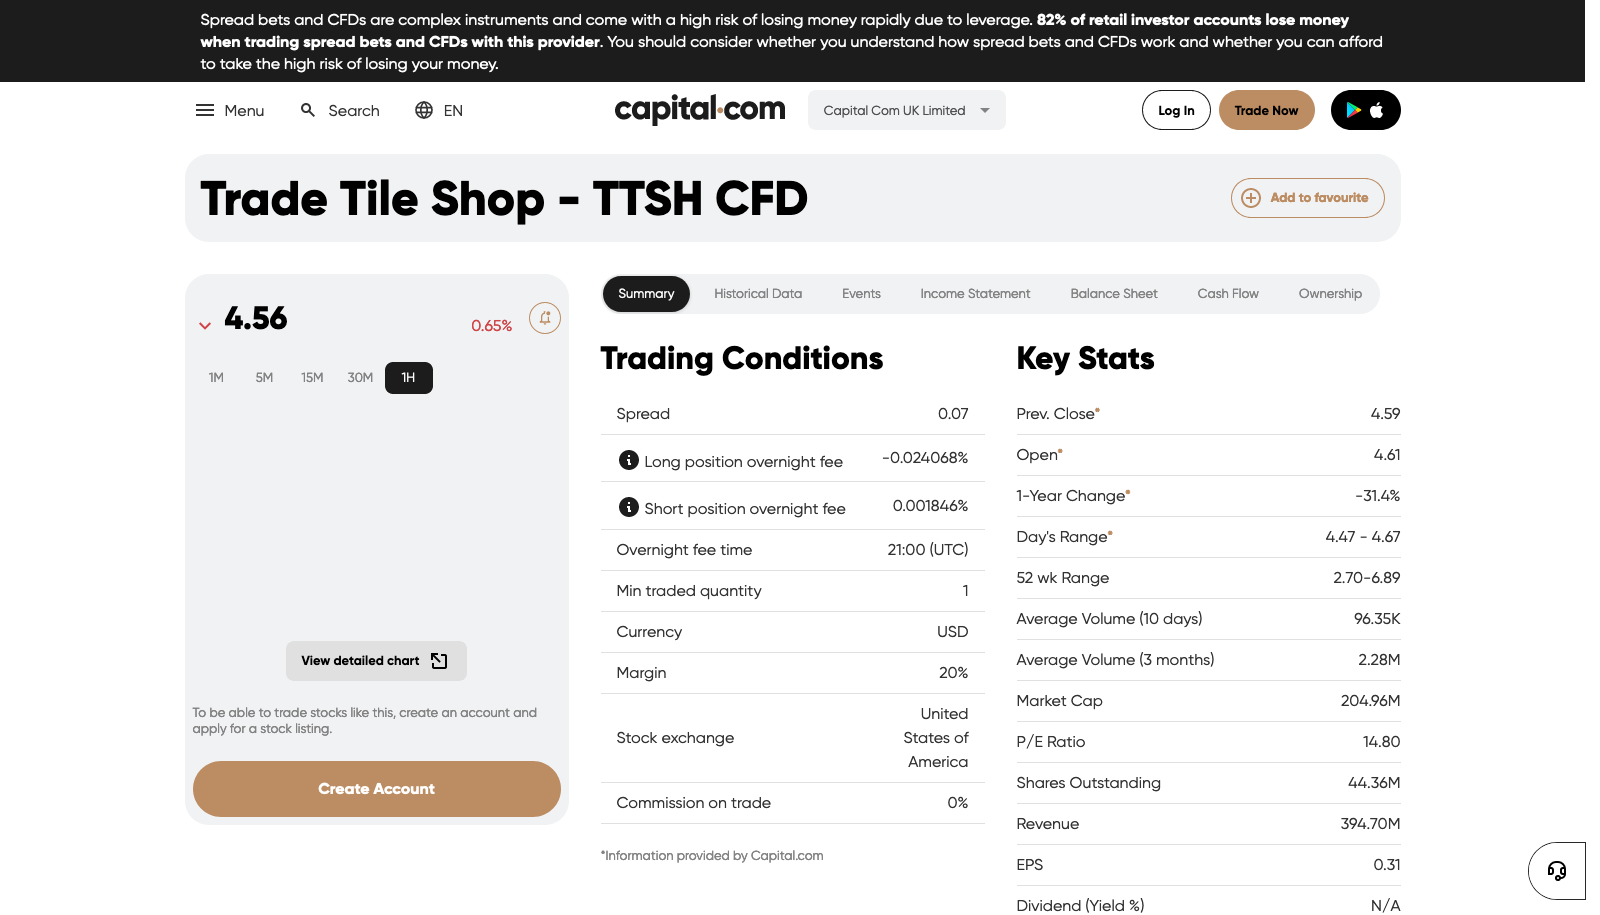 Spread bets and CFDs are complex instruments and come with a high risk of losing money rapidly due to leverage. 82% of retail investor accounts lose money
when trading spread bets and CFDs with this provider. You should consider whether you understand how spread bets and CFDs work and whether you can afford
to take the high risk of losing your money.
Menu Search EN capital.com Capital Com UK Limited Log In Trade Now
Trade Tile Shop - TTSH CFD Add to favourite
4.56 0.65%
1M 5M 15M 30M 1H
View detailed chart
To be able to trade stocks like this, create an account and
apply for a stock listing.
Create Account
Summary Historical Data Events Income Statement Balance Sheet Cash Flow Ownership
Trading Conditions
Spread 0.07
Long position overnight fee -0.024068%
Short position overnight fee 0.001846%
Overnight fee time 21:00 (UTC)
Min traded quantity 1
Currency USD
Margin 20%
Stock exchange United
States of
America
Commission on trade 0%
*Information provided by Capital.com
Key Stats
Prev. Close* 4.59
Open* 4.61
1-Year Change* -31.4%
Day's Range* 4.47 - 4.67
52 wk Range 2.70-6.89
Average Volume (10 days) 96.35K
Average Volume (3 months) 2.28M
Market Cap 204.96M
P/E Ratio 14.80
Shares Outstanding 44.36M
Revenue 394.70M
EPS 0.31
Dividend (Yield %) N/A